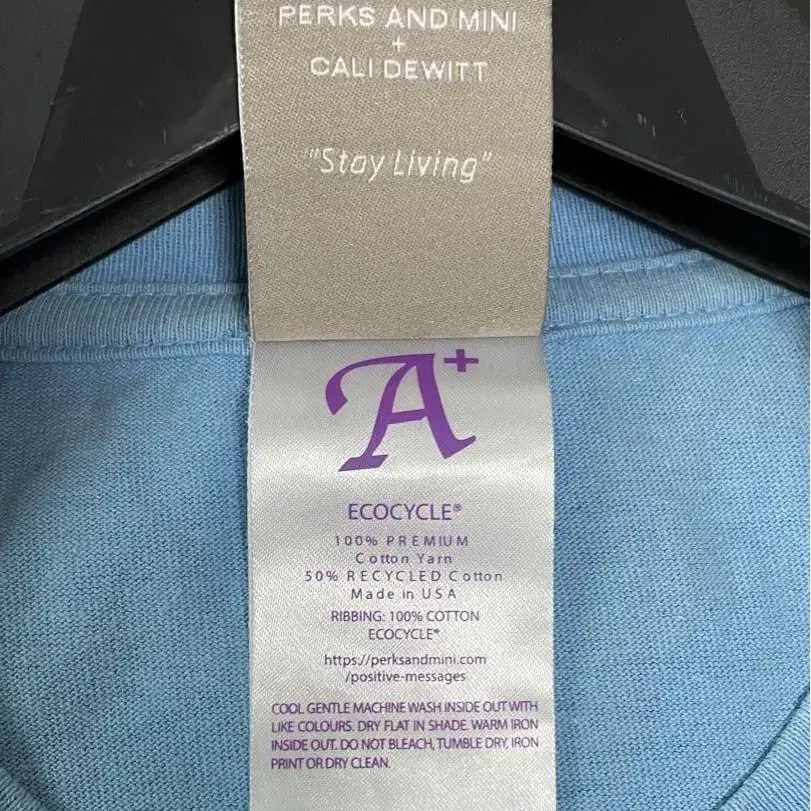 PERKS AND MINI
+
CALI DEWITT
"Stay Living"
A+
ECOCYCLE®
100% PREMIUM
Cotton Yarn
50% RECYCLED Cotton
Made in USA
RIBBING: 100% COTTON
ECOCYCLE®
https://perksandmini.com
/positive-messages
COOL GENTLE MACHINE WASH INSIDE OUT WITH
LIKE COLOURS. DRY FLAT IN SHADE. WARM IRON
INSIDE OUT. DO NOT BLEACH, TUMBLE DRY, IRON
PRINT OR DRY CLEAN.